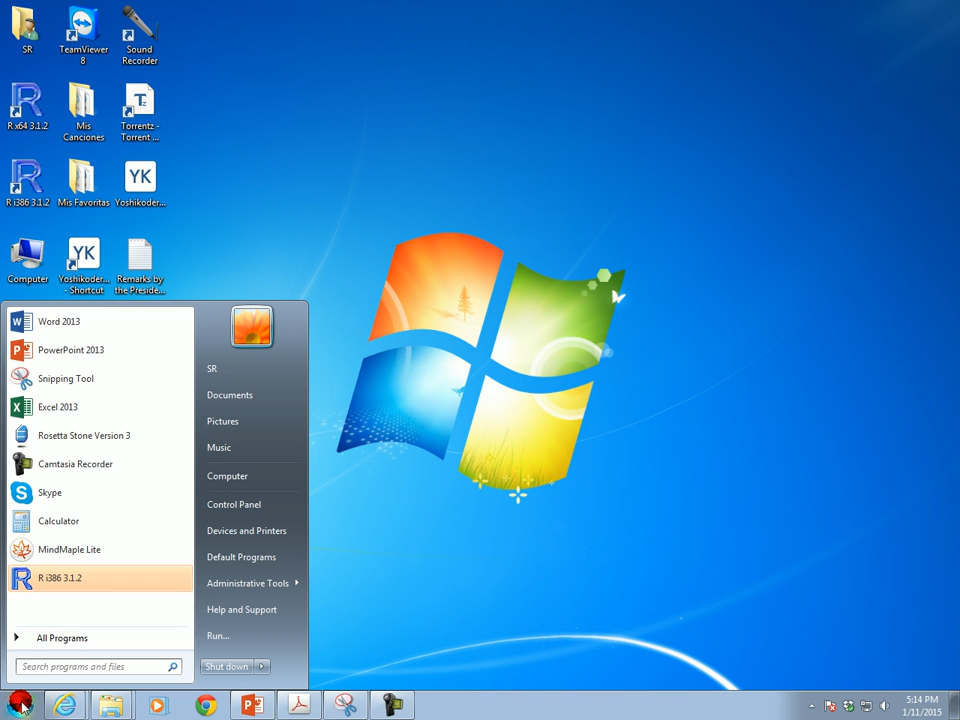 SR
TeamViewer
8
Sound
Recorder
R x64 3.1.2
Mis
Canciones
Torrentz -
Torrent ...
R i386 3.1.2
Mis Favoritas
YK
Yoshikoder...
Computer
YK
Yoshikoder...
- Shortcut
Remarks by
the Preside...
Word 2013
PowerPoint 2013
Snipping Tool
Excel 2013
Rosetta Stone Version 3
Camtasia Recorder
Skype
Calculator
MindMaple Lite
R i386 3.1.2
All Programs
Search programs and files
SR
Documents
Pictures
Music
Computer
Control Panel
Devices and Printers
Default Programs
Administrative Tools
Help and Support
Run...
Shut down
5:14 PM
1/11/2015